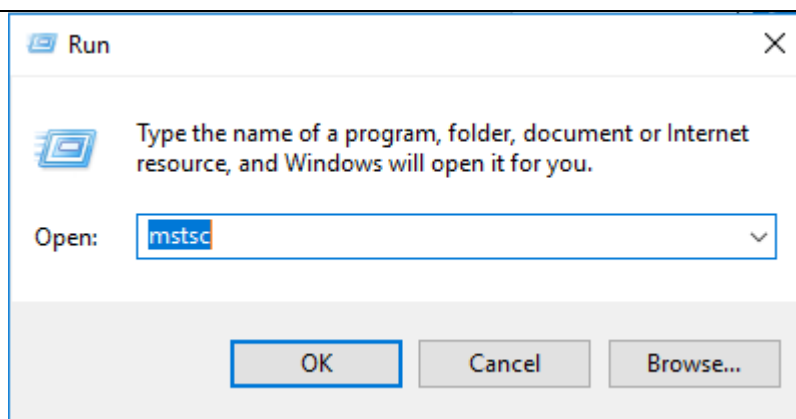 Run
Type the name of a program, folder, document or Internet
resource, and Windows will open it for you.
Open: mstsc
OK Cancel Browse...